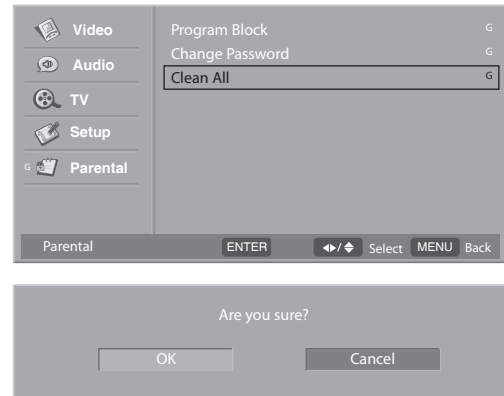 Video
Audio
TV
Setup
G Parental
Program Block G
Change Password G
Clean All G
Parental ENTER / Select MENU Back
Are you sure?
OK Cancel